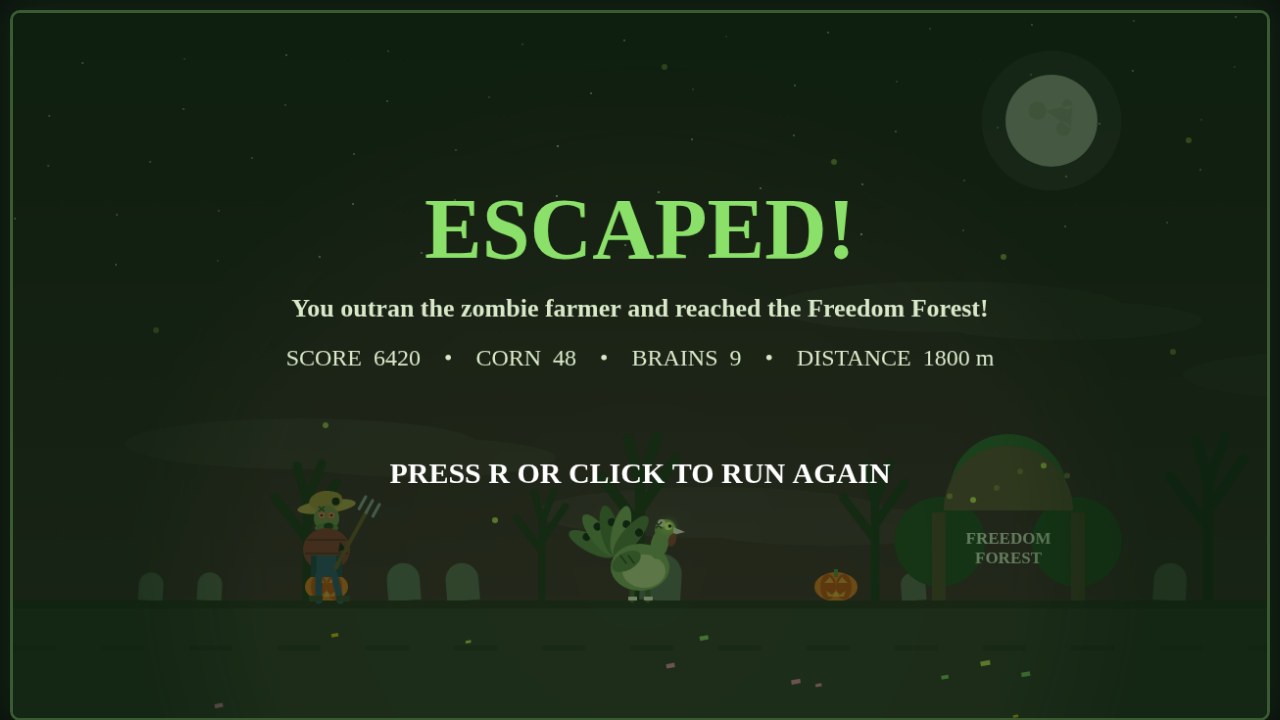 ESCAPED!
You outran the zombie farmer and reached the Freedom Forest!
SCORE 6420 • CORN 48 • BRAINS 9 • DISTANCE 1800 m
PRESS R OR CLICK TO RUN AGAIN
FREEDOM
FOREST